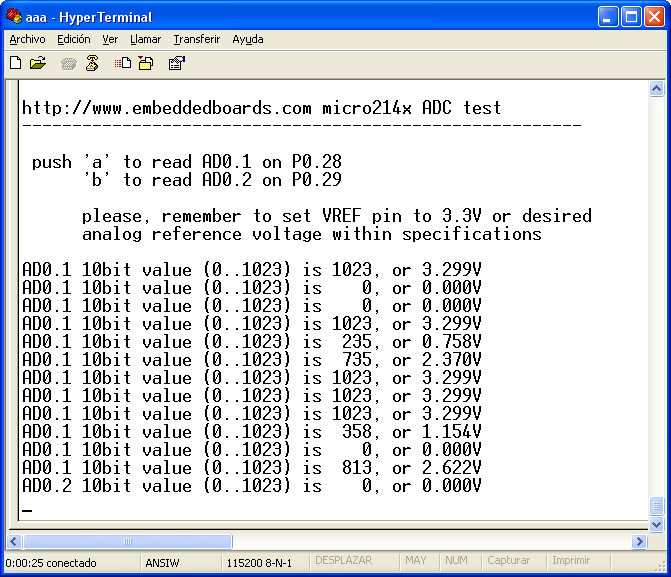 aaa - HyperTerminal
Archivo Edición Ver Llamar Transferir Ayuda
http://www.embeddedboards.com micro214x ADC test
--------------------------------------------------------
push 'a' to read AD0.1 on P0.28
'b' to read AD0.2 on P0.29
please, remember to set VREF pin to 3.3V or desired
analog reference voltage within specifications
AD0.1 10bit value (0..1023) is 1023, or 3.299V
AD0.1 10bit value (0..1023) is    0, or 0.000V
AD0.1 10bit value (0..1023) is    0, or 0.000V
AD0.1 10bit value (0..1023) is 1023, or 3.299V
AD0.1 10bit value (0..1023) is  235, or 0.758V
AD0.1 10bit value (0..1023) is  735, or 2.370V
AD0.1 10bit value (0..1023) is 1023, or 3.299V
AD0.1 10bit value (0..1023) is 1023, or 3.299V
AD0.1 10bit value (0..1023) is 1023, or 3.299V
AD0.1 10bit value (0..1023) is  358, or 1.154V
AD0.1 10bit value (0..1023) is    0, or 0.000V
AD0.1 10bit value (0..1023) is  813, or 2.622V
AD0.2 10bit value (0..1023) is    0, or 0.000V
_
0:00:25 conectado ANSIW 115200 8-N-1 DESPLAZAR MAY NUM Capturar Imprimir